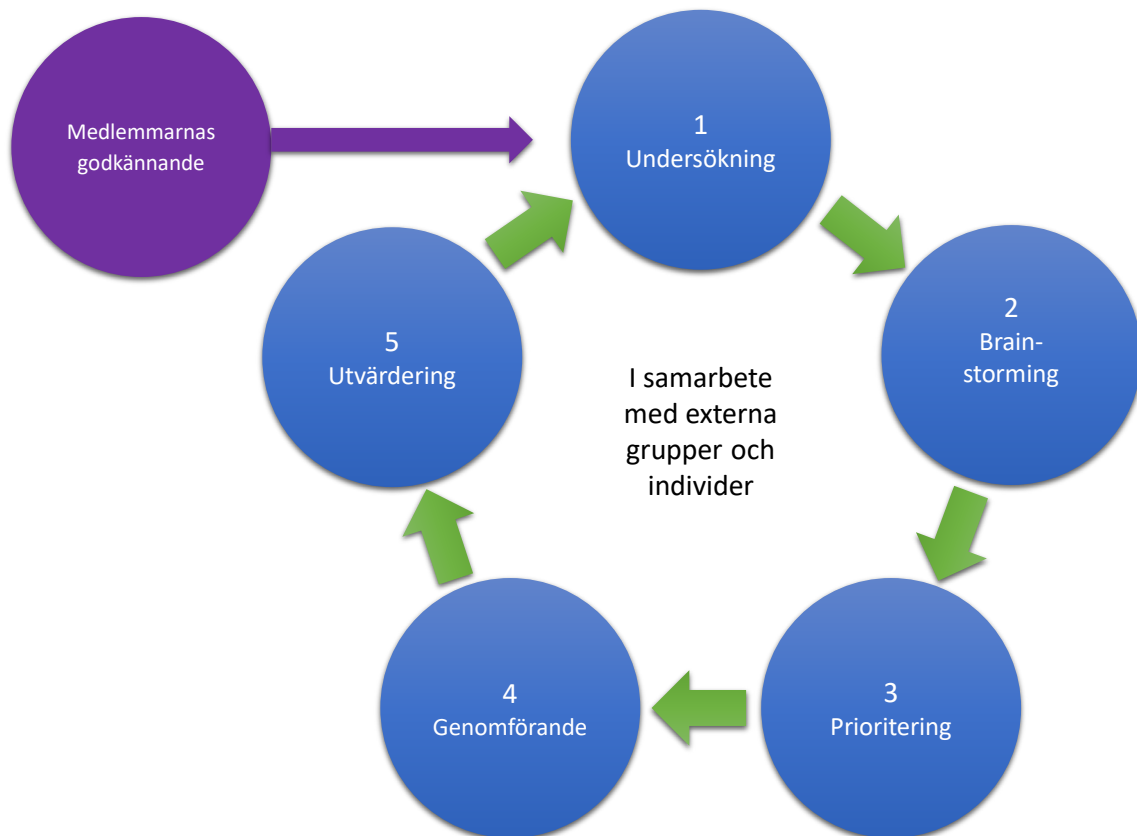 Medlemmarnas
godkännande
1
Undersökning
2
Brain-
storming
3
Prioritering
4
Genomförande
5
Utvärdering
I samarbete
med externa
grupper och
individer